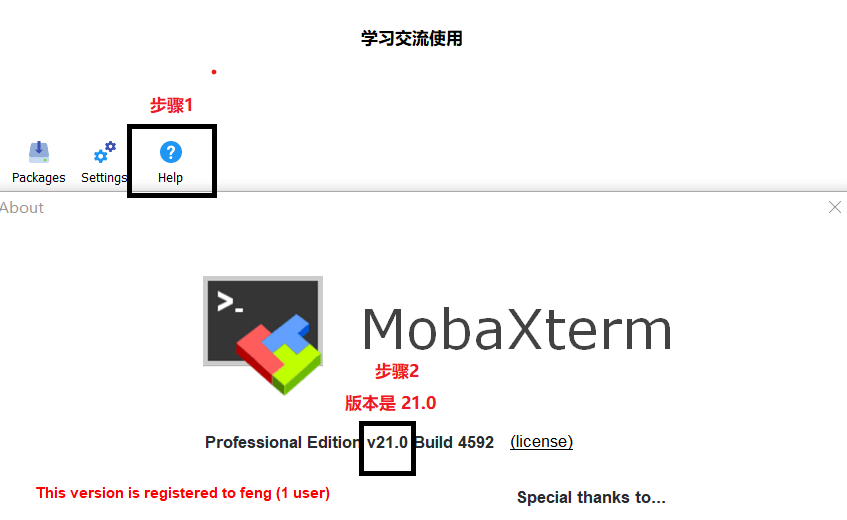 学习交流使用
步骤1
Packages Settings Help
About
>_
MobaXterm
步骤2
版本是 21.0
Professional Edition v21.0 Build 4592 (license)
This version is registered to feng (1 user)
Special thanks to...